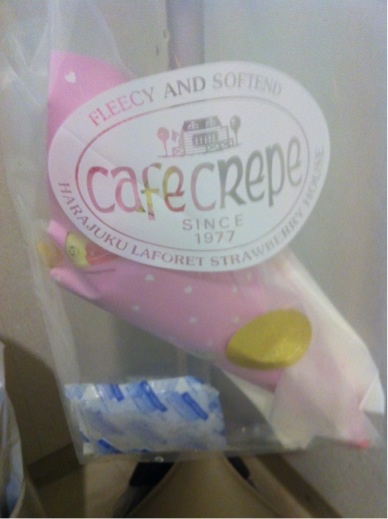 FLEECY AND SOFTEND
cafe CREPE
SINCE
1977
HARAJUKU LAFORET STRAWBERRY HOUSE